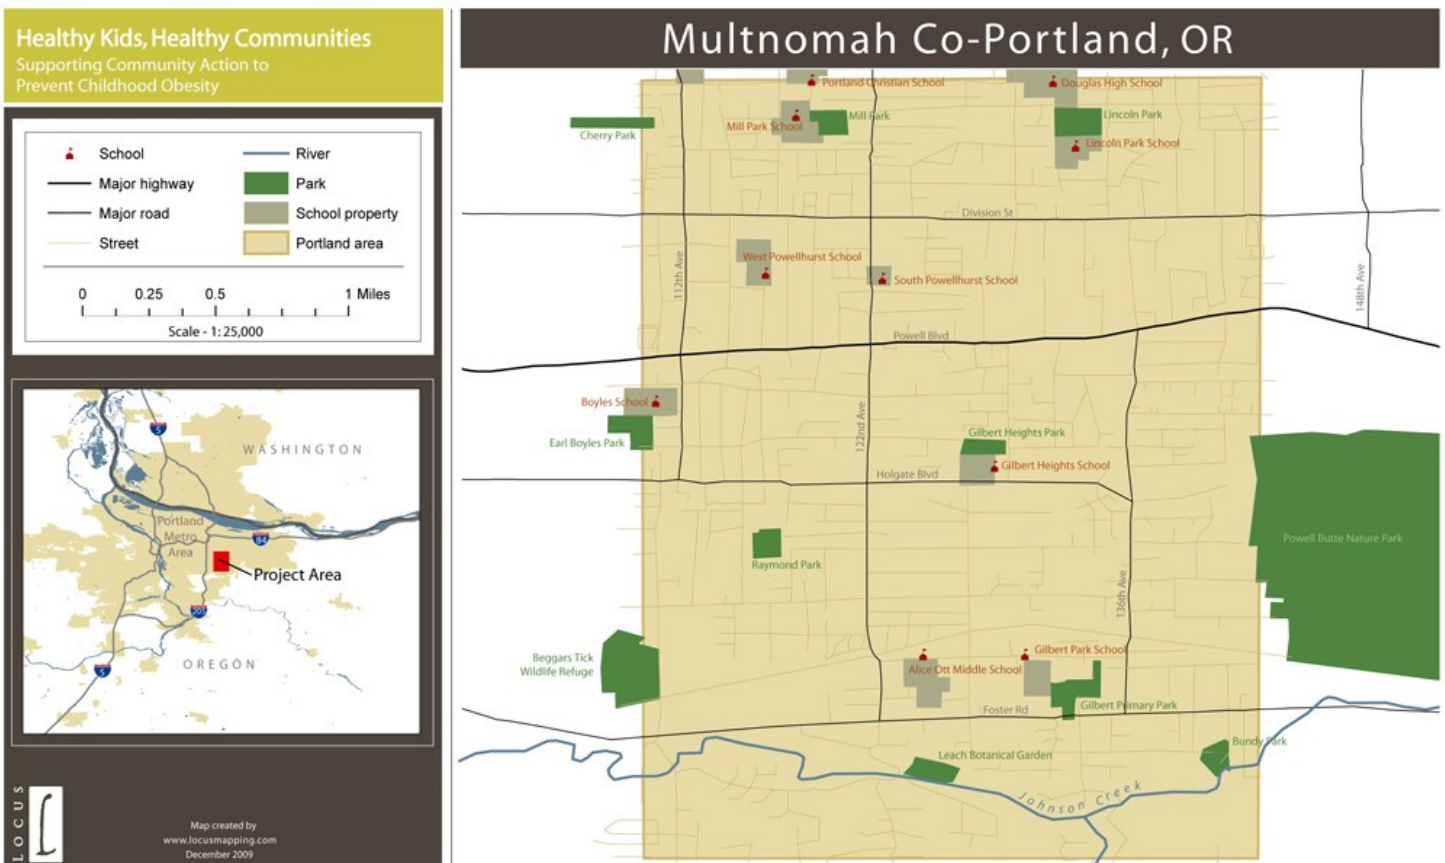 Healthy Kids, Healthy Communities
Supporting Community Action to
Prevent Childhood Obesity
School
River
Major highway
Park
Major road
School property
Street
Portland area
0 0.25 0.5 1 Miles
Scale - 1:25,000
5
WASHINGTON
Portland
Metro
Area
84
Project Area
205
OREGON
5
LOCUS
L
Map created by
www.locusmapping.com
December 2009
Multnomah Co-Portland, OR
Portland Christian School
Douglas High School
Cherry Park
Mill Park School
Mill Park
Lincoln Park
Lincoln Park School
Division St
112th Ave
West Powellhurst School
South Powellhurst School
148th Ave
Powell Blvd
Boyles School
Earl Boyles Park
122nd Ave
Gilbert Heights Park
Gilbert Heights School
Holgate Blvd
Raymond Park
Powell Butte Nature Park
136th Ave
Beggars Tick
Wildlife Refuge
Alice Ott Middle School
Gilbert Park School
Gilbert Primary Park
Foster Rd
Leach Botanical Garden
Bundy Park
Johnson Creek